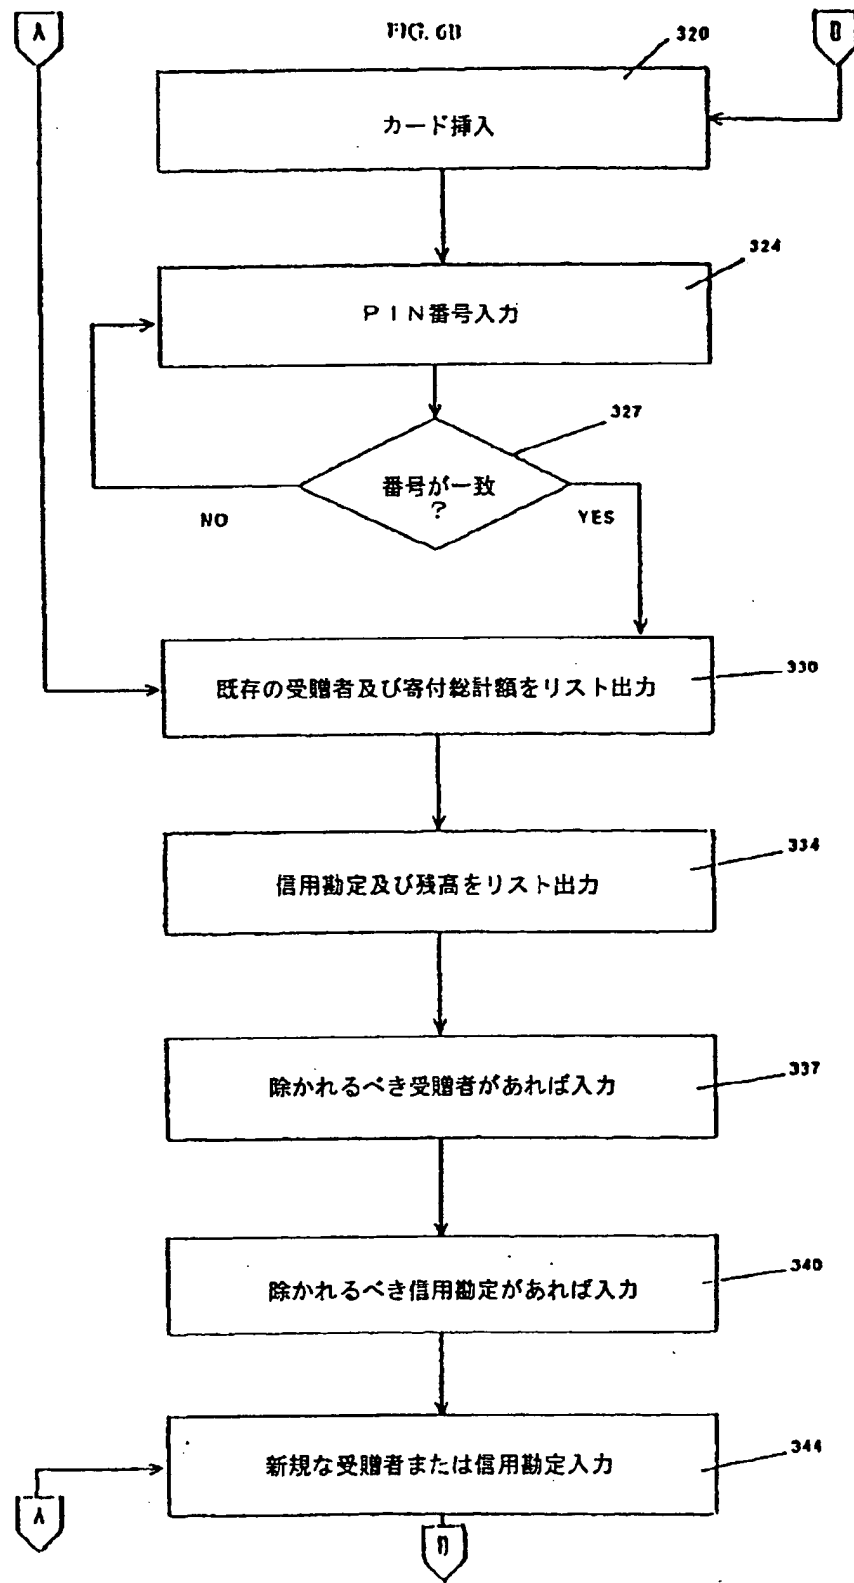 A
FIG. 6B
320
B
カード挿入
324
PIN番号入力
327
番号が一致
?
NO
YES
330
既存の受贈者及び寄付総計額をリスト出力
334
信用勘定及び残高をリスト出力
337
除かれるべき受贈者があれば入力
340
除かれるべき信用勘定があれば入力
344
新規な受贈者または信用勘定入力
A